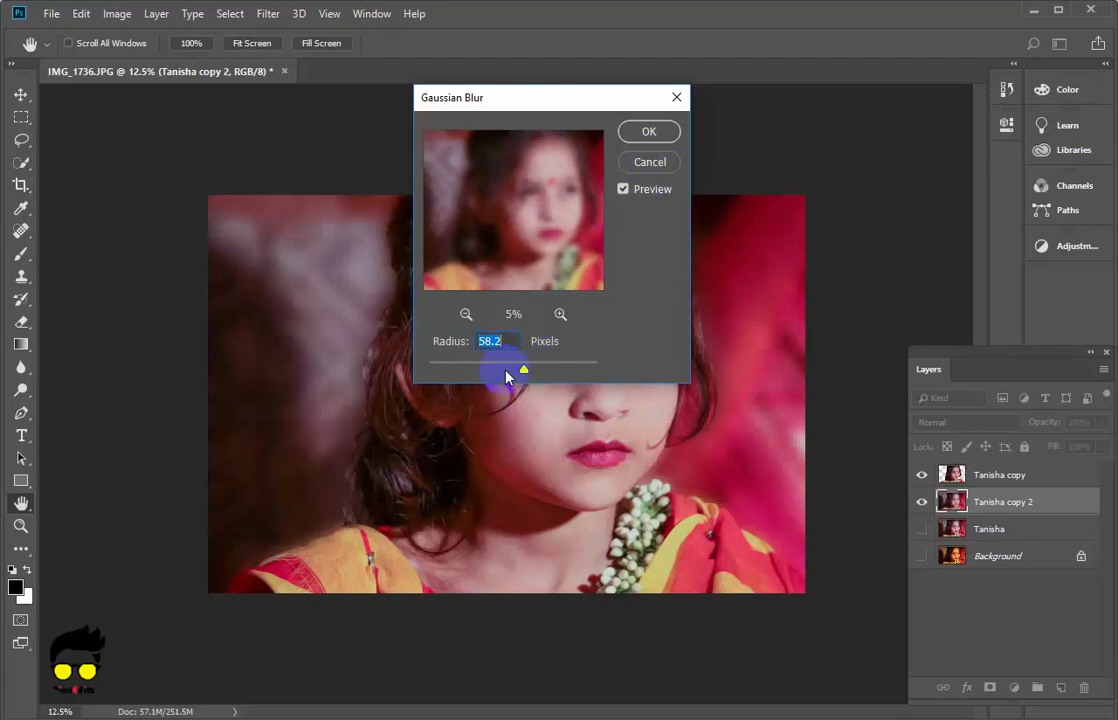 Ps File Edit Image Layer Type Select Filter 3D View Window Help
Scroll All Windows 100% Fit Screen Fill Screen
IMG_1736.JPG @ 12.5% (Tanisha copy 2, RGB/8) *
Gaussian Blur
OK
Cancel
Preview
5%
Radius: 58.2 Pixels
Color
Learn
Libraries
Channels
Paths
Adjustm...
Layers
Kind
Normal Opacity: 100%
Lock: Fill: 100%
Tanisha copy
Tanisha copy 2
Tanisha
Background
12.5% Doc: 57.1M/251.5M